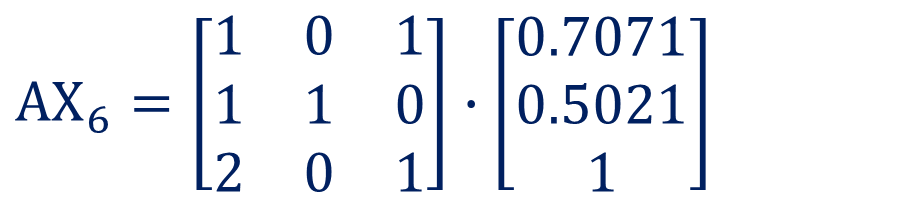 AX₆ = [1 0 1; 1 1 0; 2 0 1] · [0.7071; 0.5021; 1]